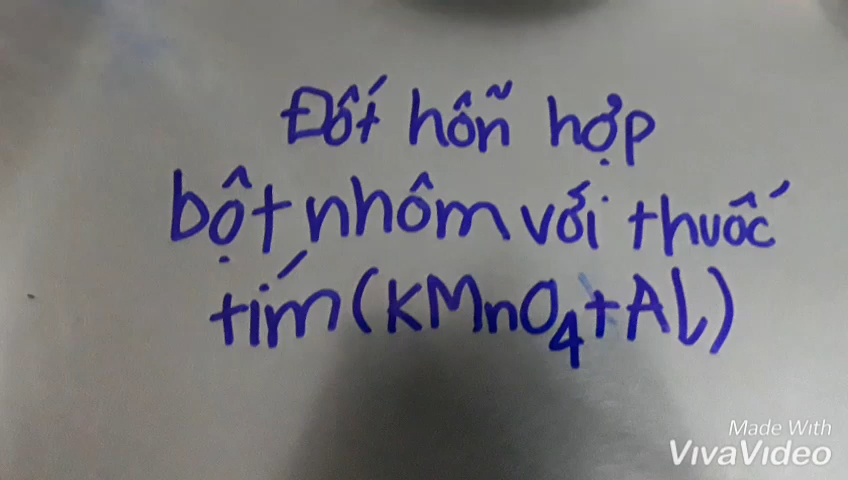 Đốt hỗn hợp
bột nhôm với thuốc
tím (KMnO₄+Al)
Made With
VivaVideo